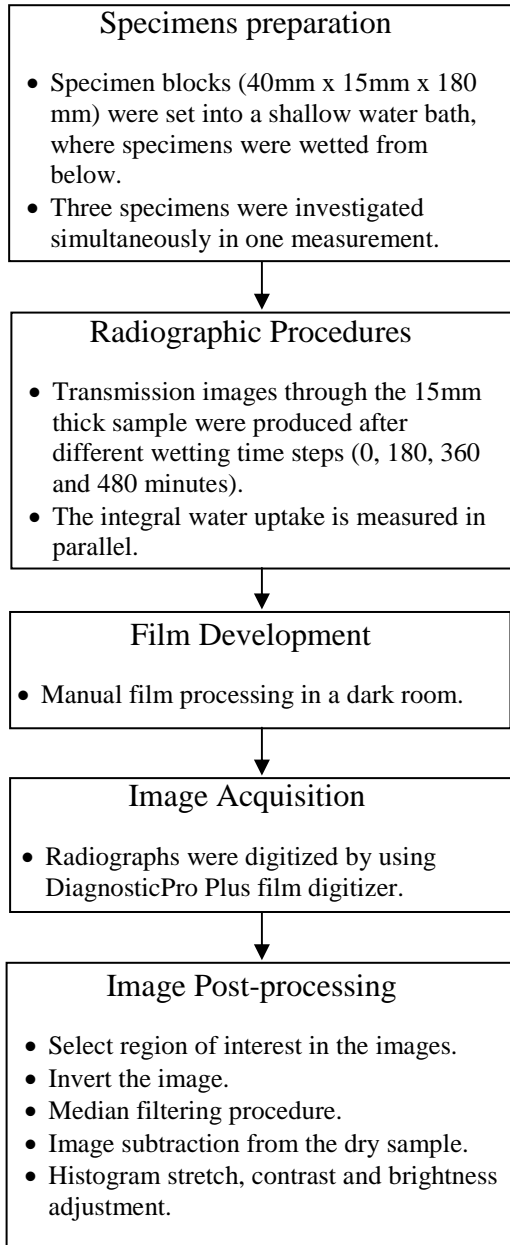 Specimens preparation
• Specimen blocks (40mm x 15mm x 180
mm) were set into a shallow water bath,
where specimens were wetted from
below.
• Three specimens were investigated
simultaneously in one measurement.
Radiographic Procedures
• Transmission images through the 15mm
thick sample were produced after
different wetting time steps (0, 180, 360
and 480 minutes).
• The integral water uptake is measured in
parallel.
Film Development
• Manual film processing in a dark room.
Image Acquisition
• Radiographs were digitized by using
DiagnosticPro Plus film digitizer.
Image Post-processing
• Select region of interest in the images.
• Invert the image.
• Median filtering procedure.
• Image subtraction from the dry sample.
• Histogram stretch, contrast and brightness
adjustment.